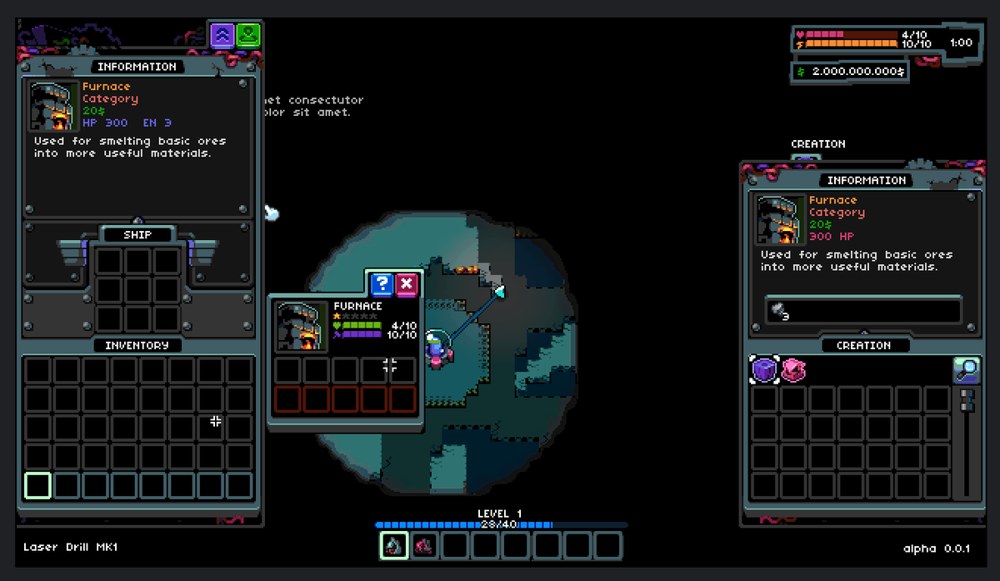 INFORMATION
Furnace
Category
20$
HP 300 EN 3
Used for smelting basic ores
into more useful materials.
SHIP
INVENTORY
Laser Drill MK1
et consectutor
olor sit amet.
FURNACE
4/10
10/10
LEVEL 1
28/40
4/10
10/10
1:00
$ 2.000.000.000$
CREATION
INFORMATION
Furnace
Category
20$
300 HP
Used for smelting basic ores
into more useful materials.
3
CREATION
alpha 0.0.1